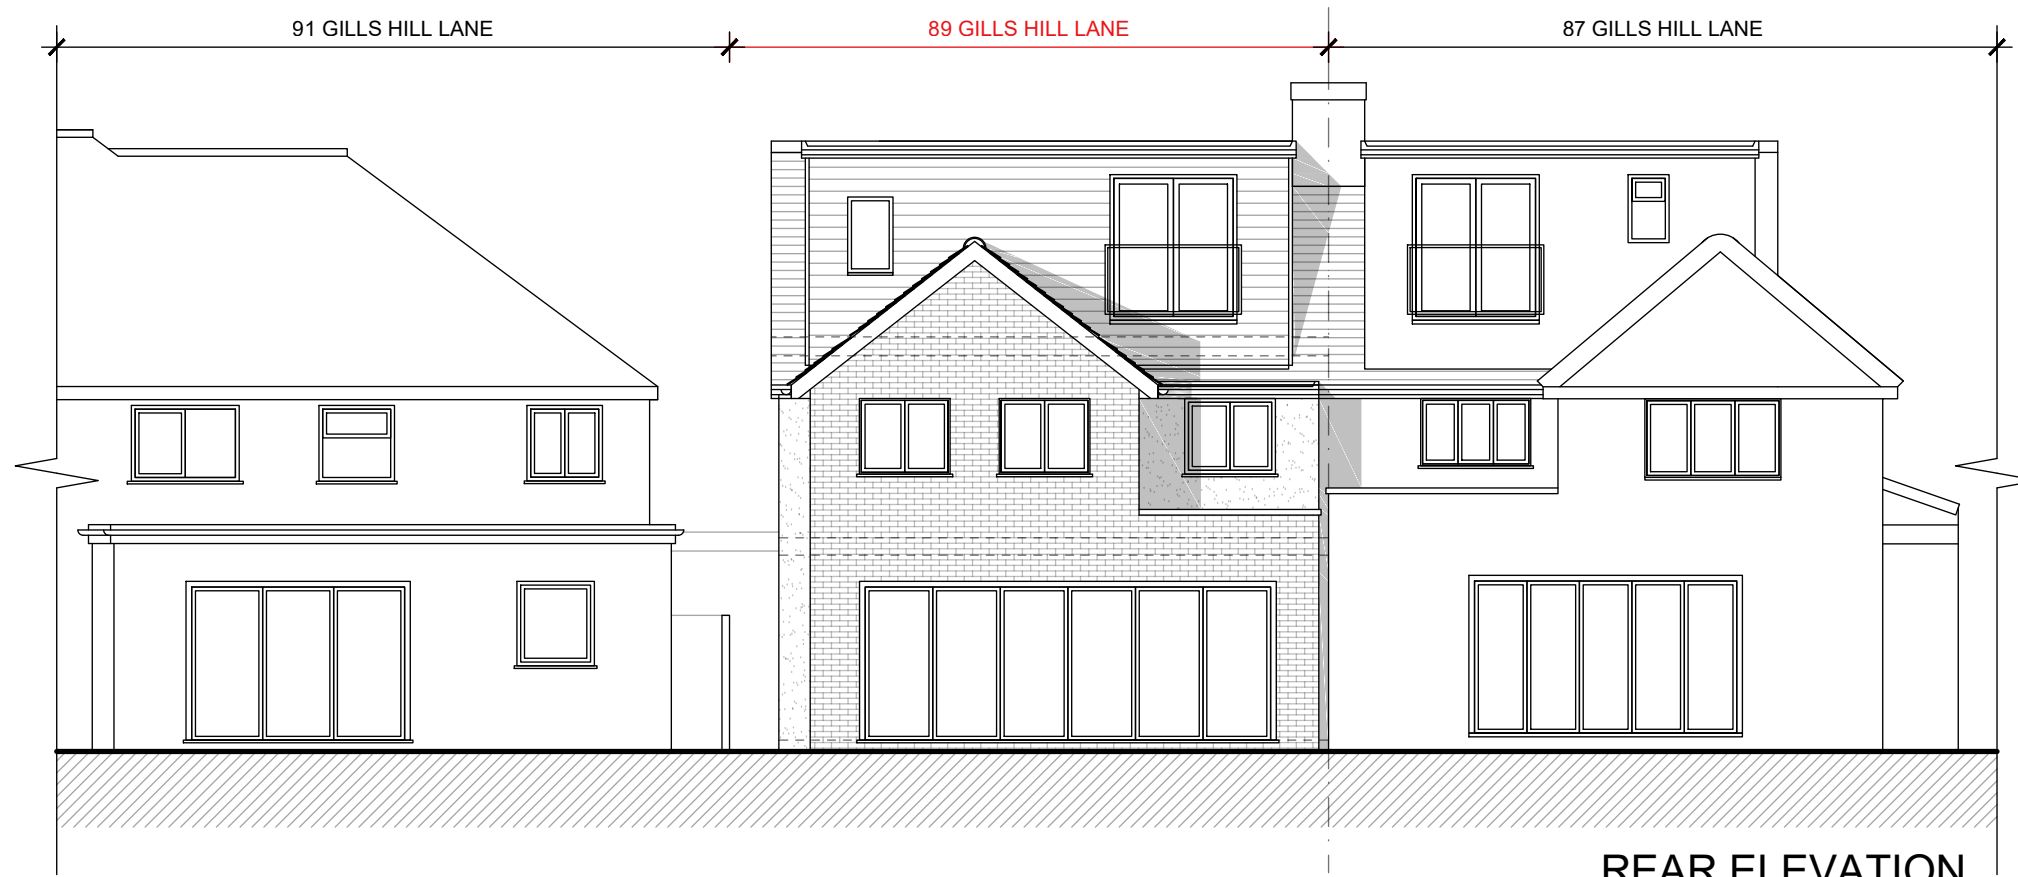 91 GILLS HILL LANE
89 GILLS HILL LANE
87 GILLS HILL LANE
REAR ELEVATION